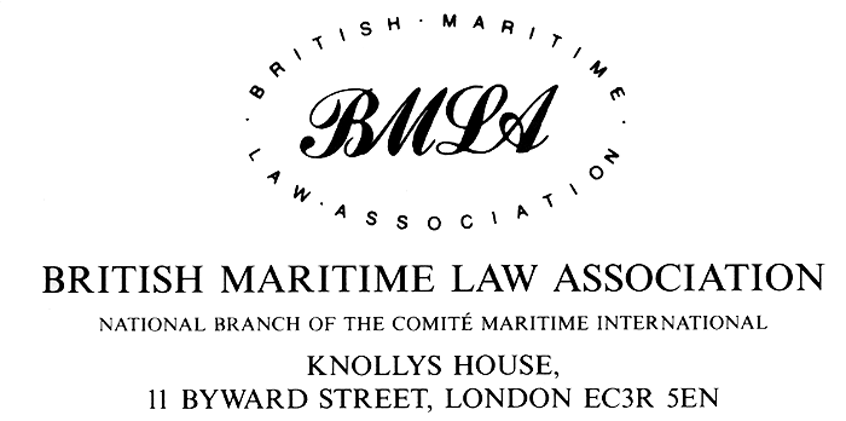 · BRITISH · MARITIME ·
BMLA
LAW · ASSOCIATION
BRITISH MARITIME LAW ASSOCIATION
NATIONAL BRANCH OF THE COMITÉ MARITIME INTERNATIONAL
KNOLLYS HOUSE,
11 BYWARD STREET, LONDON EC3R 5EN